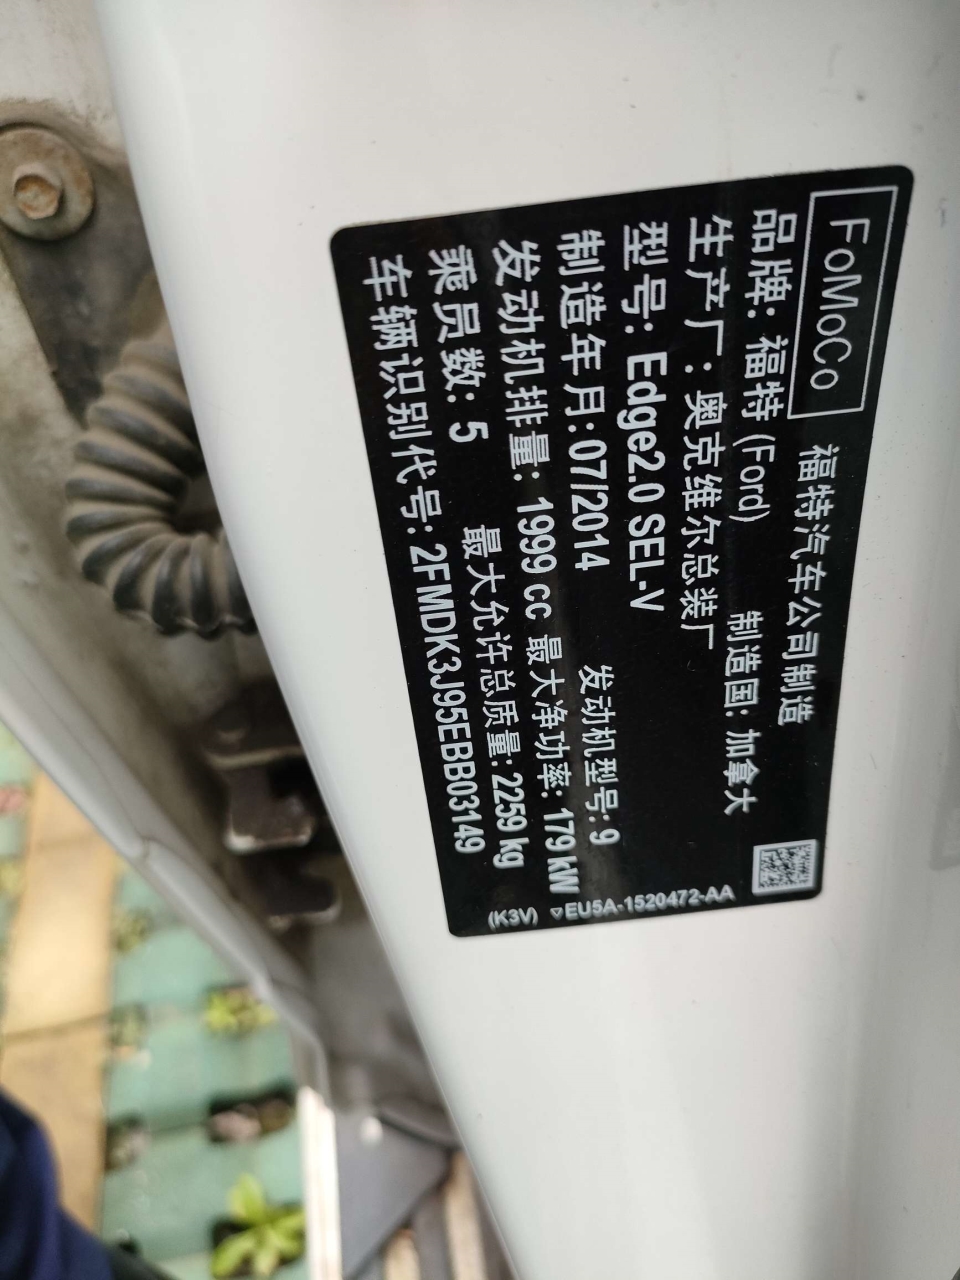 FoMoCo
福特汽车公司制造
品牌: 福特 (Ford) 制造国: 加拿大
生产厂: 奥克维尔总装厂
型号: Edge2.0 SEL-V
制造年月: 07/2014 发动机型号: 9
发动机排量: 1999 cc 最大净功率: 179 kW
乘员数: 5 最大允许总质量: 2259 kg
车辆识别代号: 2FMDK3J95EBB03149
(K3V) ▽EU5A-1520472-AA